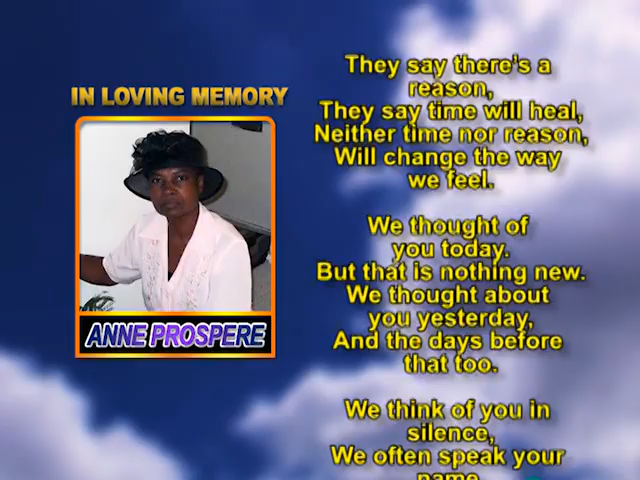 IN LOVING MEMORY
ANNE PROSPERE
They say there's a
reason,
They say time will heal,
Neither time nor reason,
Will change the way
we feel.
We thought of
you today.
But that is nothing new.
We thought about
you yesterday,
And the days before
that too.
We think of you in
silence,
We often speak your
name